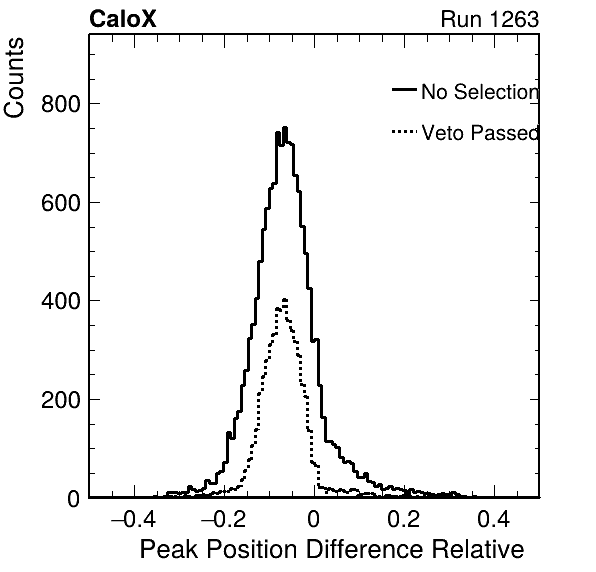 CaloX Run 1263
Counts
No Selection
Veto Passed
800
600
400
200
0
−0.4 −0.2 0 0.2 0.4
Peak Position Difference Relative